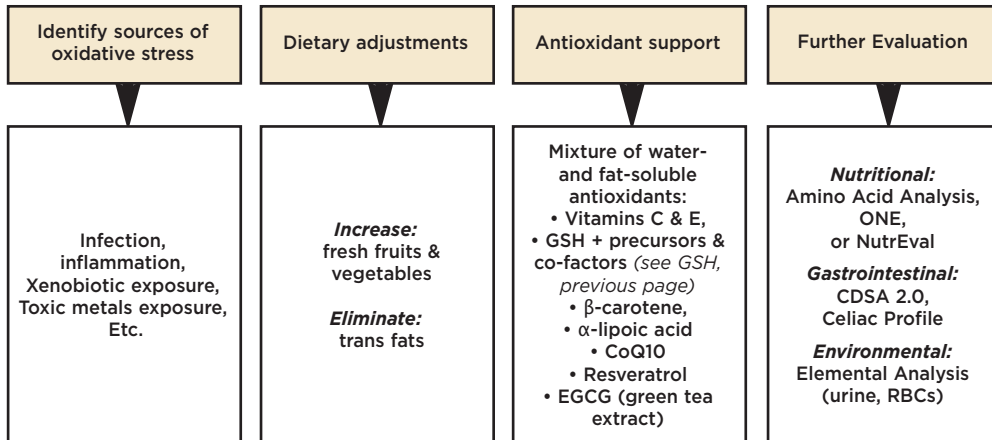 Identify sources of
oxidative stress
Infection,
inflammation,
Xenobiotic exposure,
Toxic metals exposure,
Etc.
Dietary adjustments
Increase:
fresh fruits &
vegetables
Eliminate:
trans fats
Antioxidant support
Mixture of water-
and fat-soluble
antioxidants:
• Vitamins C & E,
• GSH + precursors &
co-factors (see GSH,
previous page)
• β-carotene,
• α-lipoic acid
• CoQ10
• Resveratrol
• EGCG (green tea
extract)
Further Evaluation
Nutritional:
Amino Acid Analysis,
ONE,
or NutrEval
Gastrointestinal:
CDSA 2.0,
Celiac Profile
Environmental:
Elemental Analysis
(urine, RBCs)